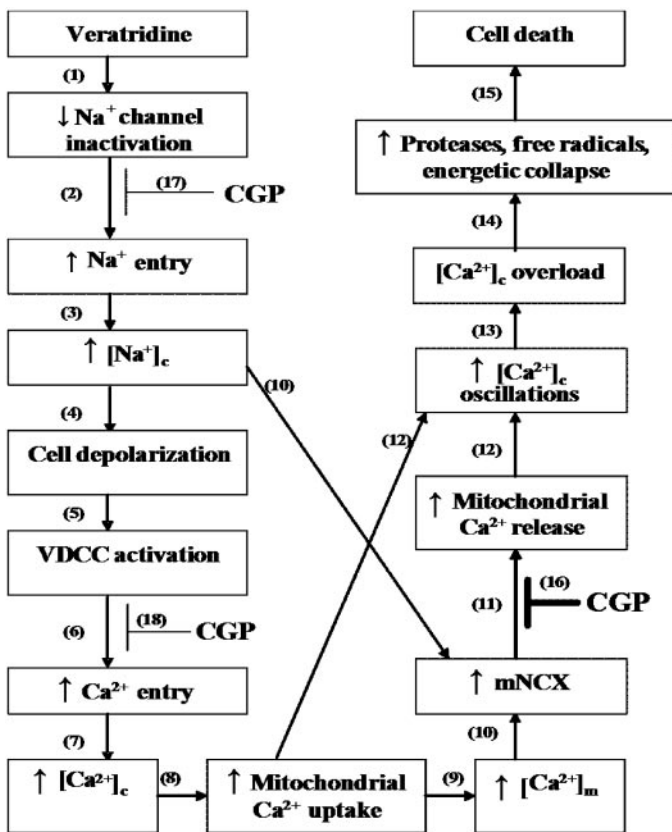 Veratridine
(1)
↓ Na⁺ channel
inactivation
(2)
(17)
CGP
↑ Na⁺ entry
(3)
↑ [Na⁺]c
(10)
(4)
Cell depolarization
(5)
VDCC activation
(6)
(18)
CGP
↑ Ca²⁺ entry
(7)
↑ [Ca²⁺]c
(8)
↑ Mitochondrial
Ca²⁺ uptake
(9)
↑ [Ca²⁺]m
(10)
↑ mNCX
(11)
(16)
CGP
↑ Mitochondrial
Ca²⁺ release
(12)
(12)
↑ [Ca²⁺]c
oscillations
(13)
[Ca²⁺]c overload
(14)
↑ Proteases, free radicals,
energetic collapse
(15)
Cell death